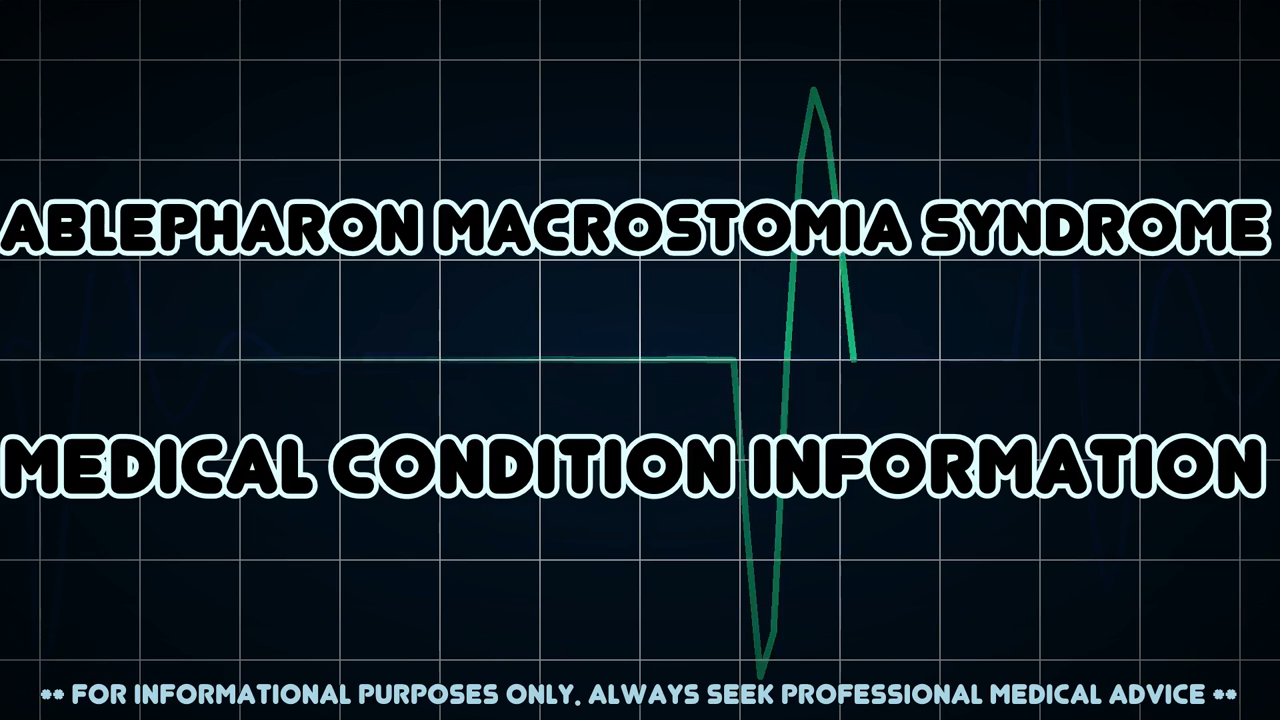 ABLEPHARON MACROSTOMIA SYNDROME
MEDICAL CONDITION INFORMATION
** FOR INFORMATIONAL PURPOSES ONLY. ALWAYS SEEK PROFESSIONAL MEDICAL ADVICE **